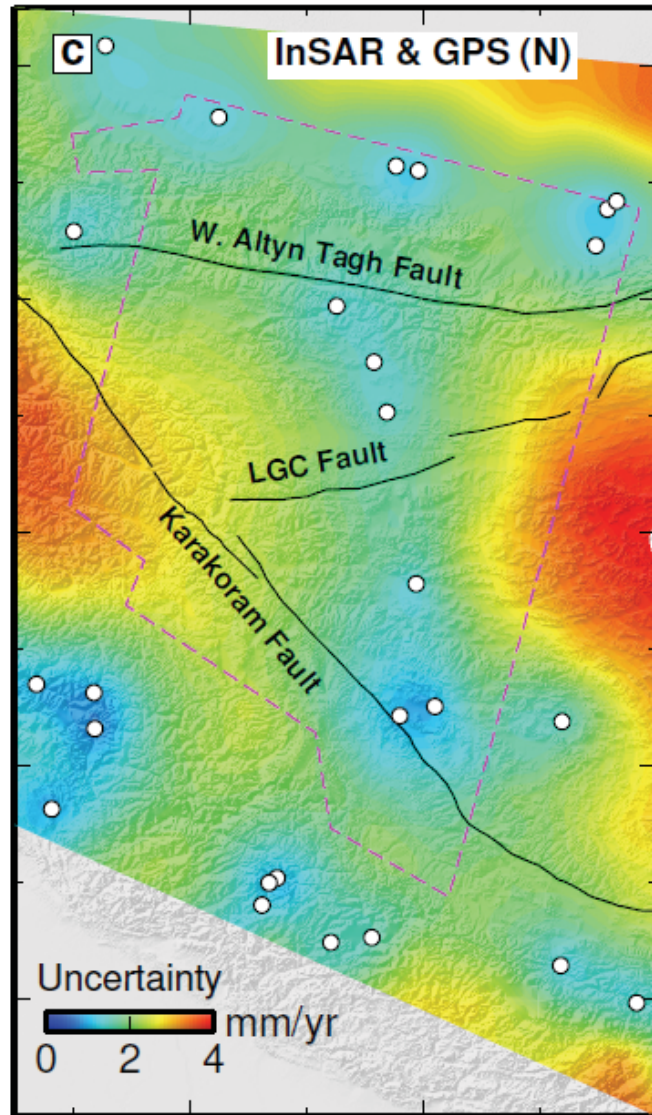 C
InSAR & GPS (N)
W. Altyn Tagh Fault
LGC Fault
Karakoram Fault
Uncertainty
mm/yr
0 2 4